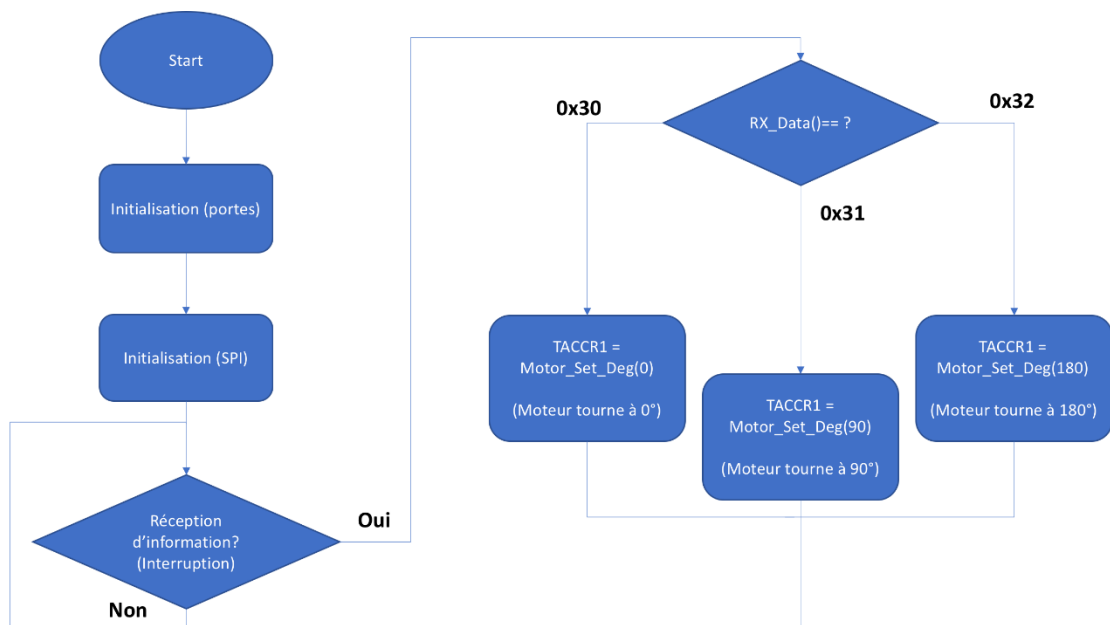 Start
Initialisation (portes)
Initialisation (SPI)
Réception
d'information?
(Interruption)
Oui
Non
RX_Data()== ?
0x30
0x31
0x32
TACCR1 =
Motor_Set_Deg(0)
(Moteur tourne à 0°)
TACCR1 =
Motor_Set_Deg(90)
(Moteur tourne à 90°)
TACCR1 =
Motor_Set_Deg(180)
(Moteur tourne à 180°)